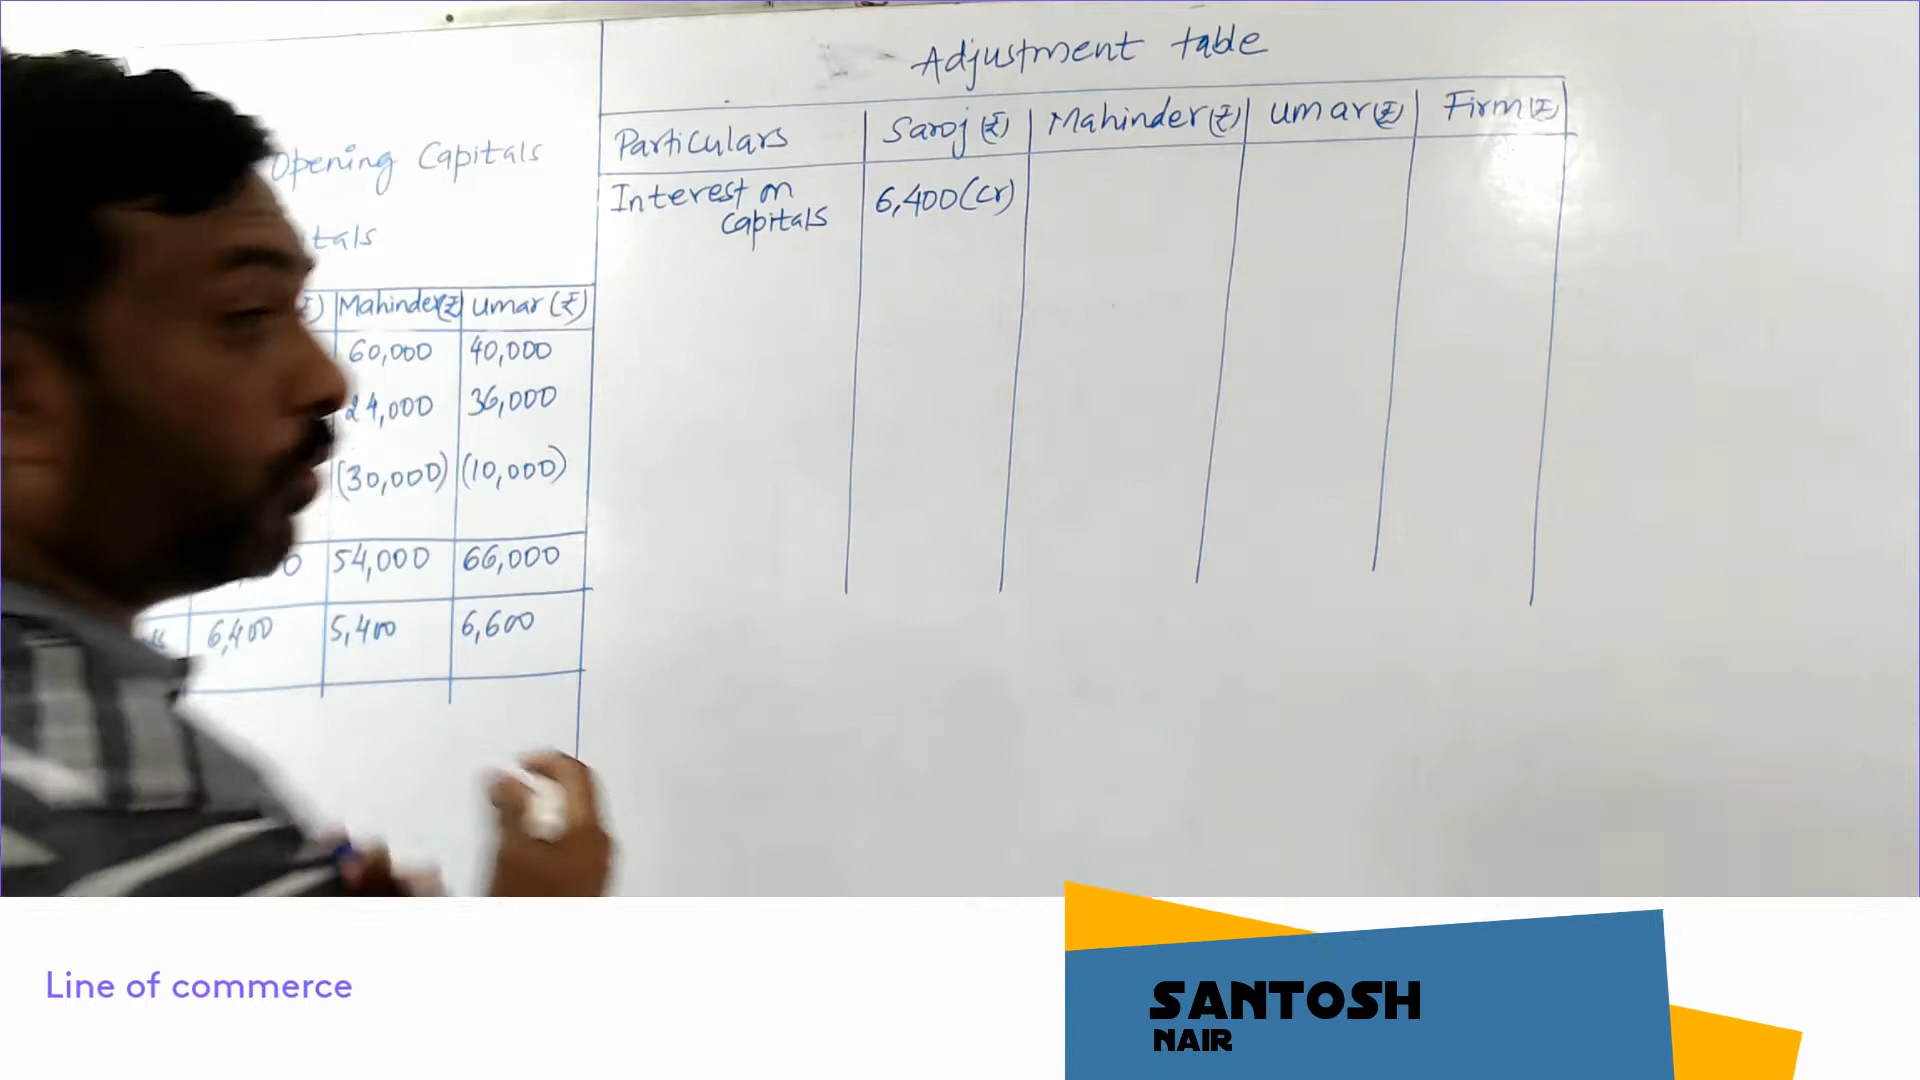 Adjustment table
Opening Capitals
tals
₹) Mahinder(₹) Umar (₹)
60,000 40,000
24,000 36,000
(30,000) (10,000)
0 54,000 66,000
6,400 5,400 6,600
Particulars Saroj (₹) Mahinder(₹) Umar(₹) Firm(₹)
Interest on 6,400(Cr)
Capitals
Line of commerce
SANTOSH
NAIR